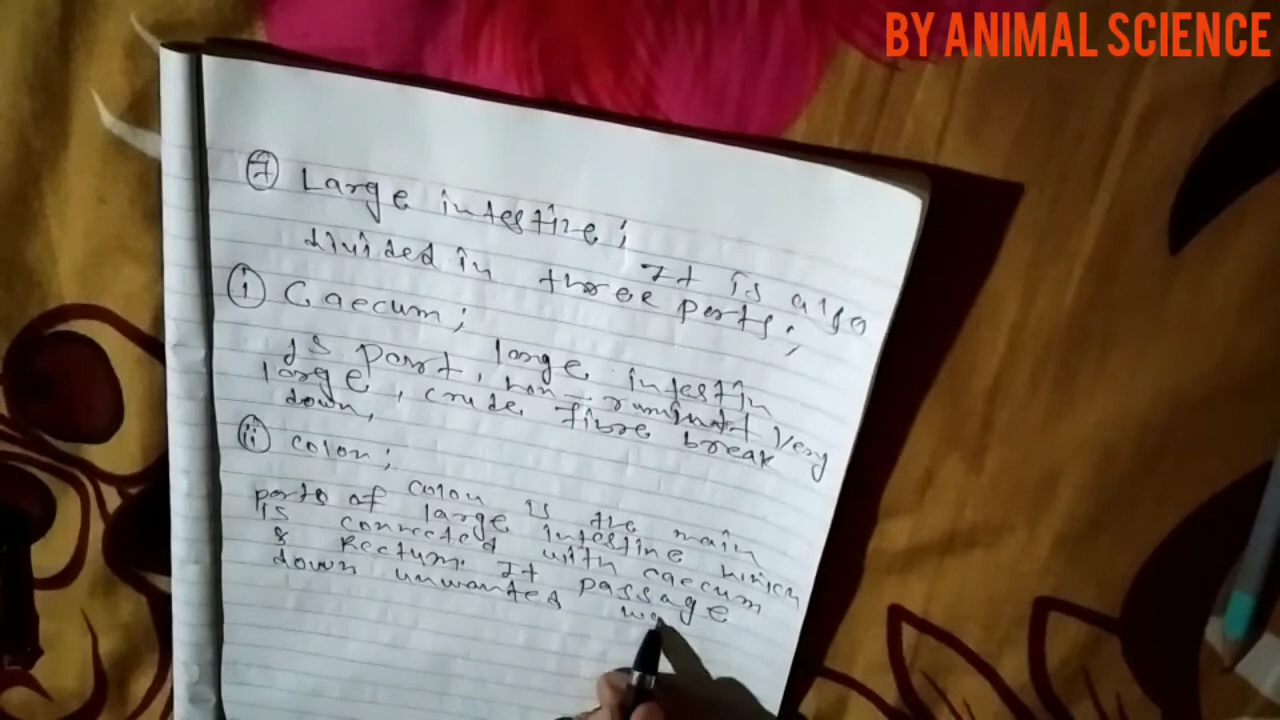 BY ANIMAL SCIENCE
7 Large intestine; It is also
divided in three parts;
i Caecum;
Is part, large intestin
large, non-ruminant very
down, crude fibre break
ii colon;
colon is the main
parts of large intestine which
is connected with caecum
& Rectum. It passage
down unwanted wa